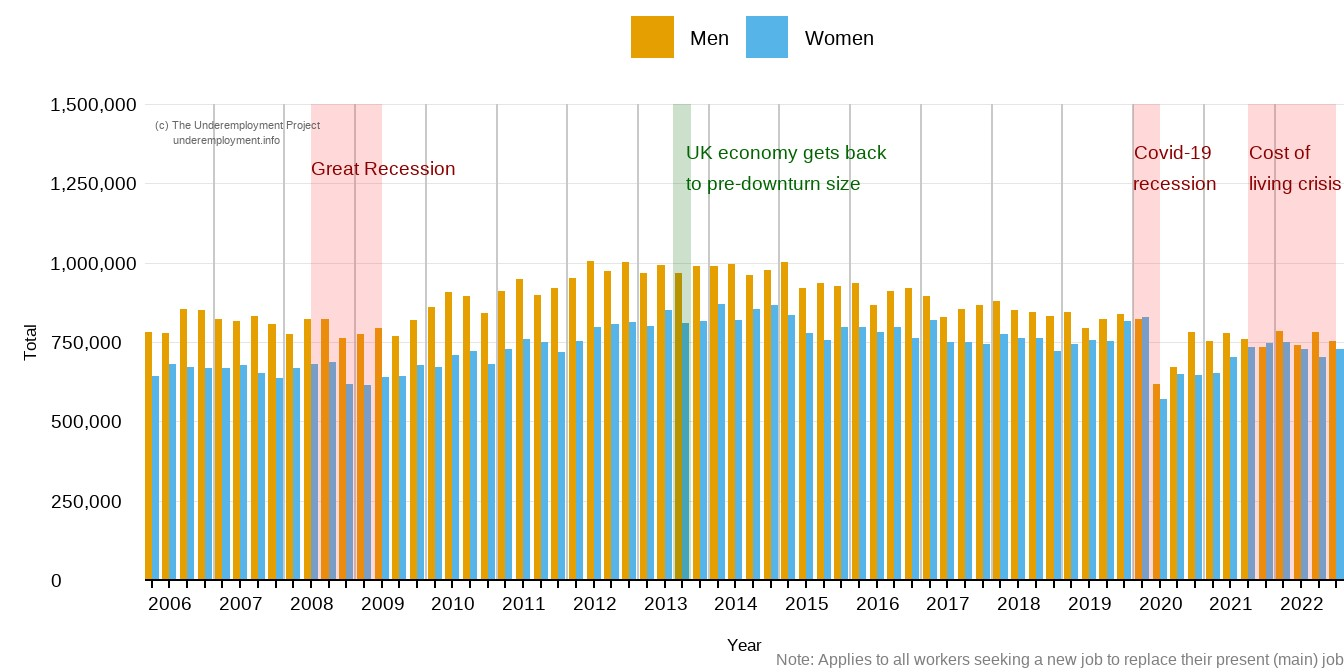 Men
Women
1,500,000
(c) The Underemployment Project
underemployment.info
Great Recession
UK economy gets back
to pre-downturn size
Covid-19
recession
Cost of
living crisis
1,250,000
1,000,000
750,000
500,000
250,000
0
Total
2006 2007 2008 2009 2010 2011 2012 2013 2014 2015 2016 2017 2018 2019 2020 2021 2022
Year
Note: Applies to all workers seeking a new job to replace their present (main) job